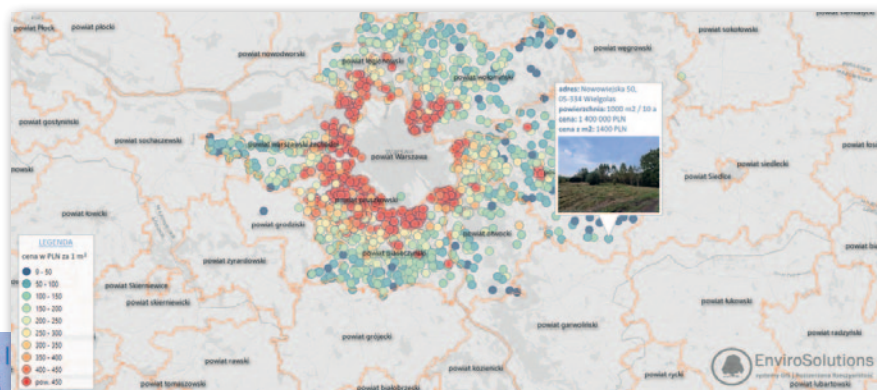 powiat Płock
powiat płocki
powiat nowodworski
powiat legionowski
powiat wołomiński
powiat węgrowski
powiat sokołowski
powiat gostyniński
powiat sochaczewski
powiat warszawski zachodni
powiat Warszawa
adres: Nowowiejska 50,
05-334 Wielgolas
powierzchnia: 1000 m2 / 10 a
cena: 1 400 000 PLN
cena z m2: 1400 PLN
powiat Siedlce
powiat siedlecki
powiat łowicki
powiat grodziski
powiat pruszkowski
powiat otwocki
powiat piaseczyński
powiat żyrardowski
powiat Skierniewice
powiat skierniewicki
powiat grójecki
powiat garwoliński
powiat łukowski
powiat radzyński
powiat rawski
powiat tomaszowski
powiat białobrzeski
powiat kozienicki
powiat rycki
powiat lubartowski
LEGENDA
cena w PLN za 1 m²
0 - 50
50 - 100
100 - 150
150 - 200
200 - 250
250 - 300
300 - 350
350 - 400
400 - 450
pow. 450
EnviroSolutions